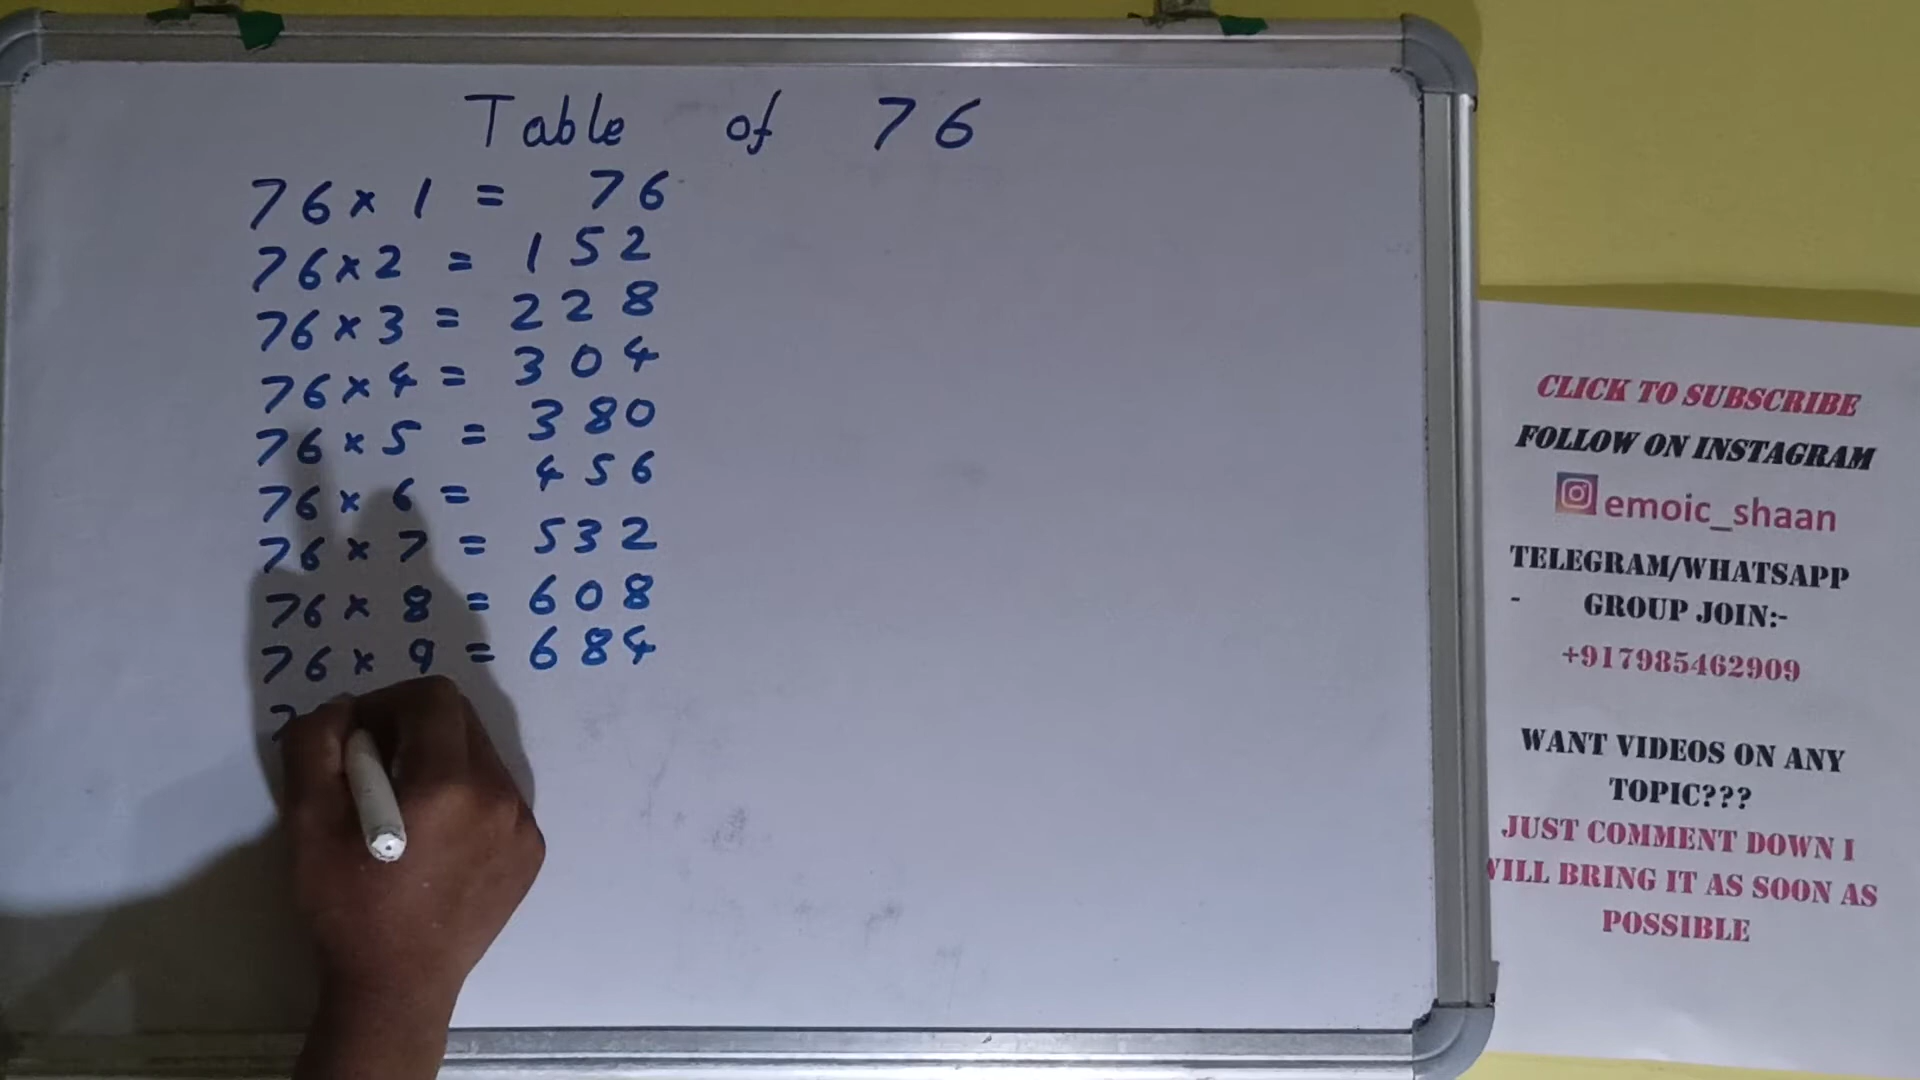 Table of 76
76 × 1 = 76
76 × 2 = 152
76 × 3 = 228
76 × 4 = 304
76 × 5 = 380
76 × 6 = 456
76 × 7 = 532
76 × 8 = 608
76 × 9 = 684
CLICK TO SUBSCRIBE
FOLLOW ON INSTAGRAM
emoic_shaan
TELEGRAM/WHATSAPP
- GROUP JOIN:-
+917985462909
WANT VIDEOS ON ANY
TOPIC???
JUST COMMENT DOWN I
WILL BRING IT AS SOON AS
POSSIBLE